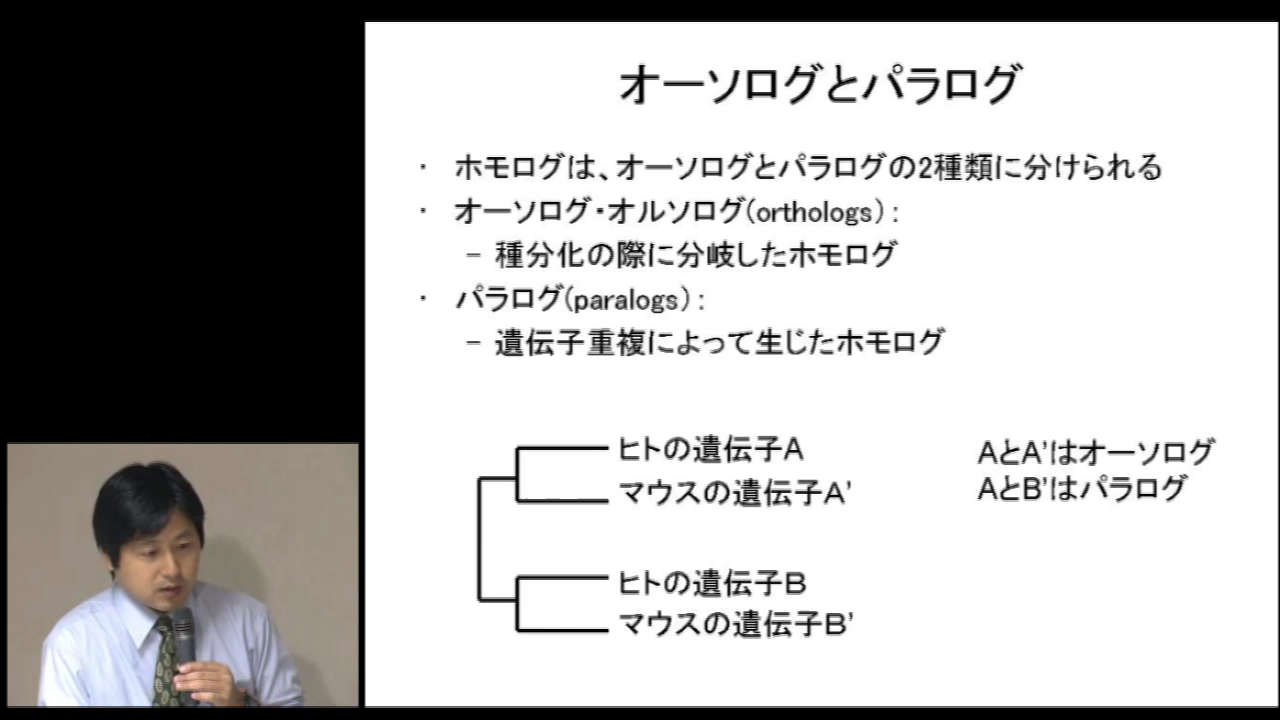 オーソログとパラログ
・ ホモログは、オーソログとパラログの2種類に分けられる
・ オーソログ・オルソログ(orthologs):
− 種分化の際に分岐したホモログ
・ パラログ(paralogs):
− 遺伝子重複によって生じたホモログ
ヒトの遺伝子A
マウスの遺伝子A'
ヒトの遺伝子B
マウスの遺伝子B'
AとA'はオーソログ
AとB'はパラログ